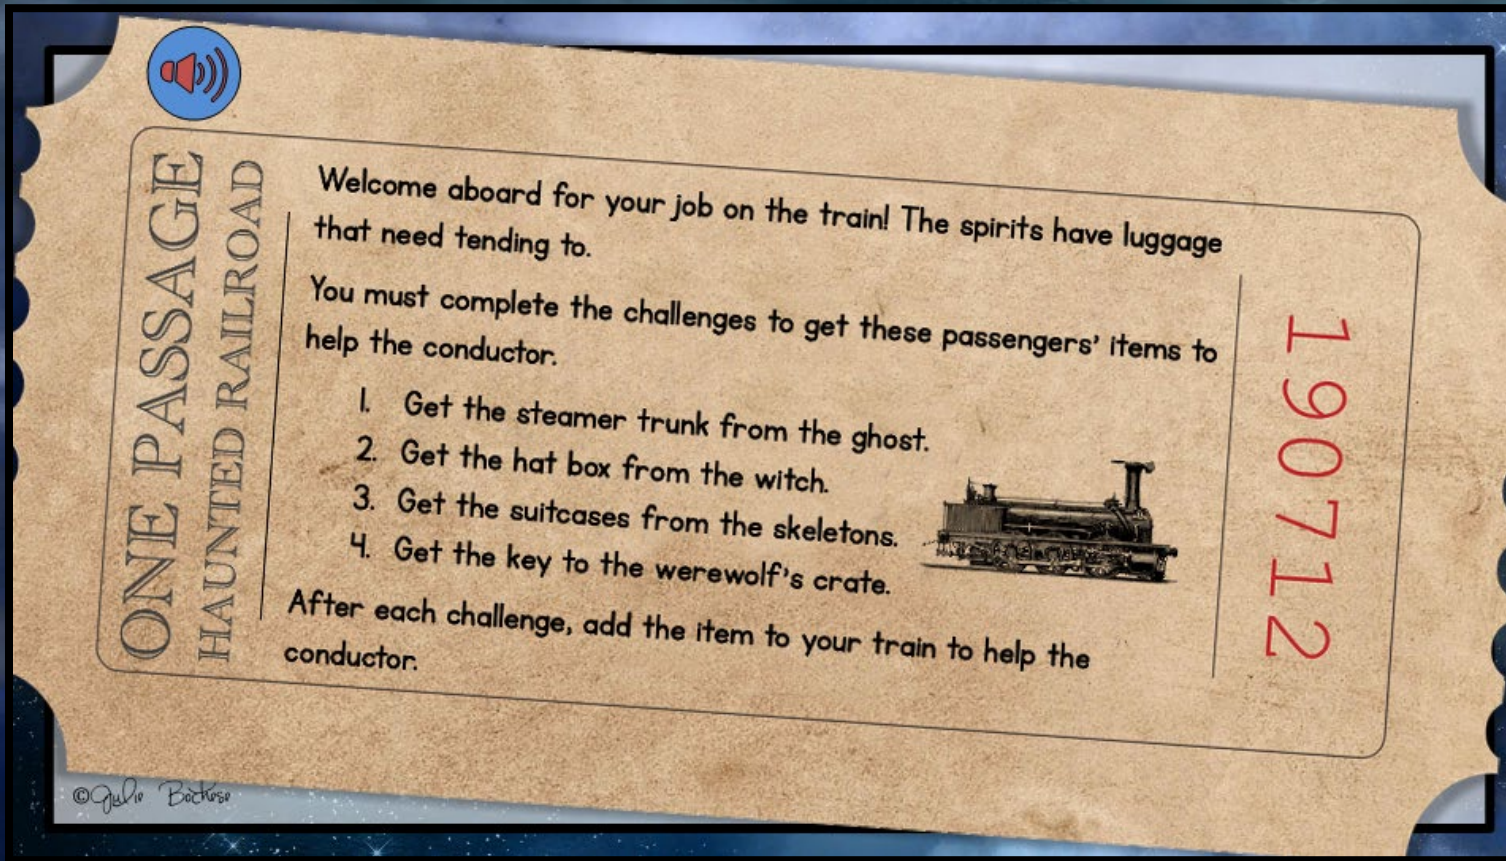 ONE PASSAGE
HAUNTED RAILROAD
Welcome aboard for your job on the train! The spirits have luggage
that need tending to.
You must complete the challenges to get these passengers' items to
help the conductor.
1. Get the steamer trunk from the ghost.
2. Get the hat box from the witch.
3. Get the suitcases from the skeletons.
4. Get the key to the werewolf's crate.
After each challenge, add the item to your train to help the
conductor.
190712
©Julie Bochese